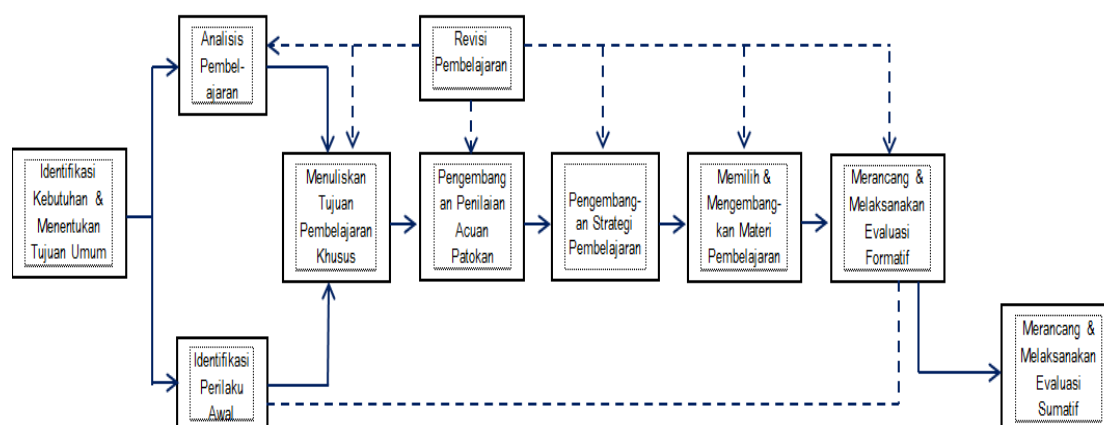 Analisis
Pembel-
ajaran
Revisi
Pembelajaran
Identifikasi
Kebutuhan &
Menentukan
Tujuan Umum
Menuliskan
Tujuan
Pembelajaran
Khusus
Pengembang
an Penilaian
Acuan
Patokan
Pengembang-
an Strategi
Pembelajaran
Memilih &
Mengembang-
kan Materi
Pembelajaran
Merancang &
Melaksanakan
Evaluasi
Formatif
Identifikasi
Perilaku
Awal
Merancang &
Melaksanakan
Evaluasi
Sumatif